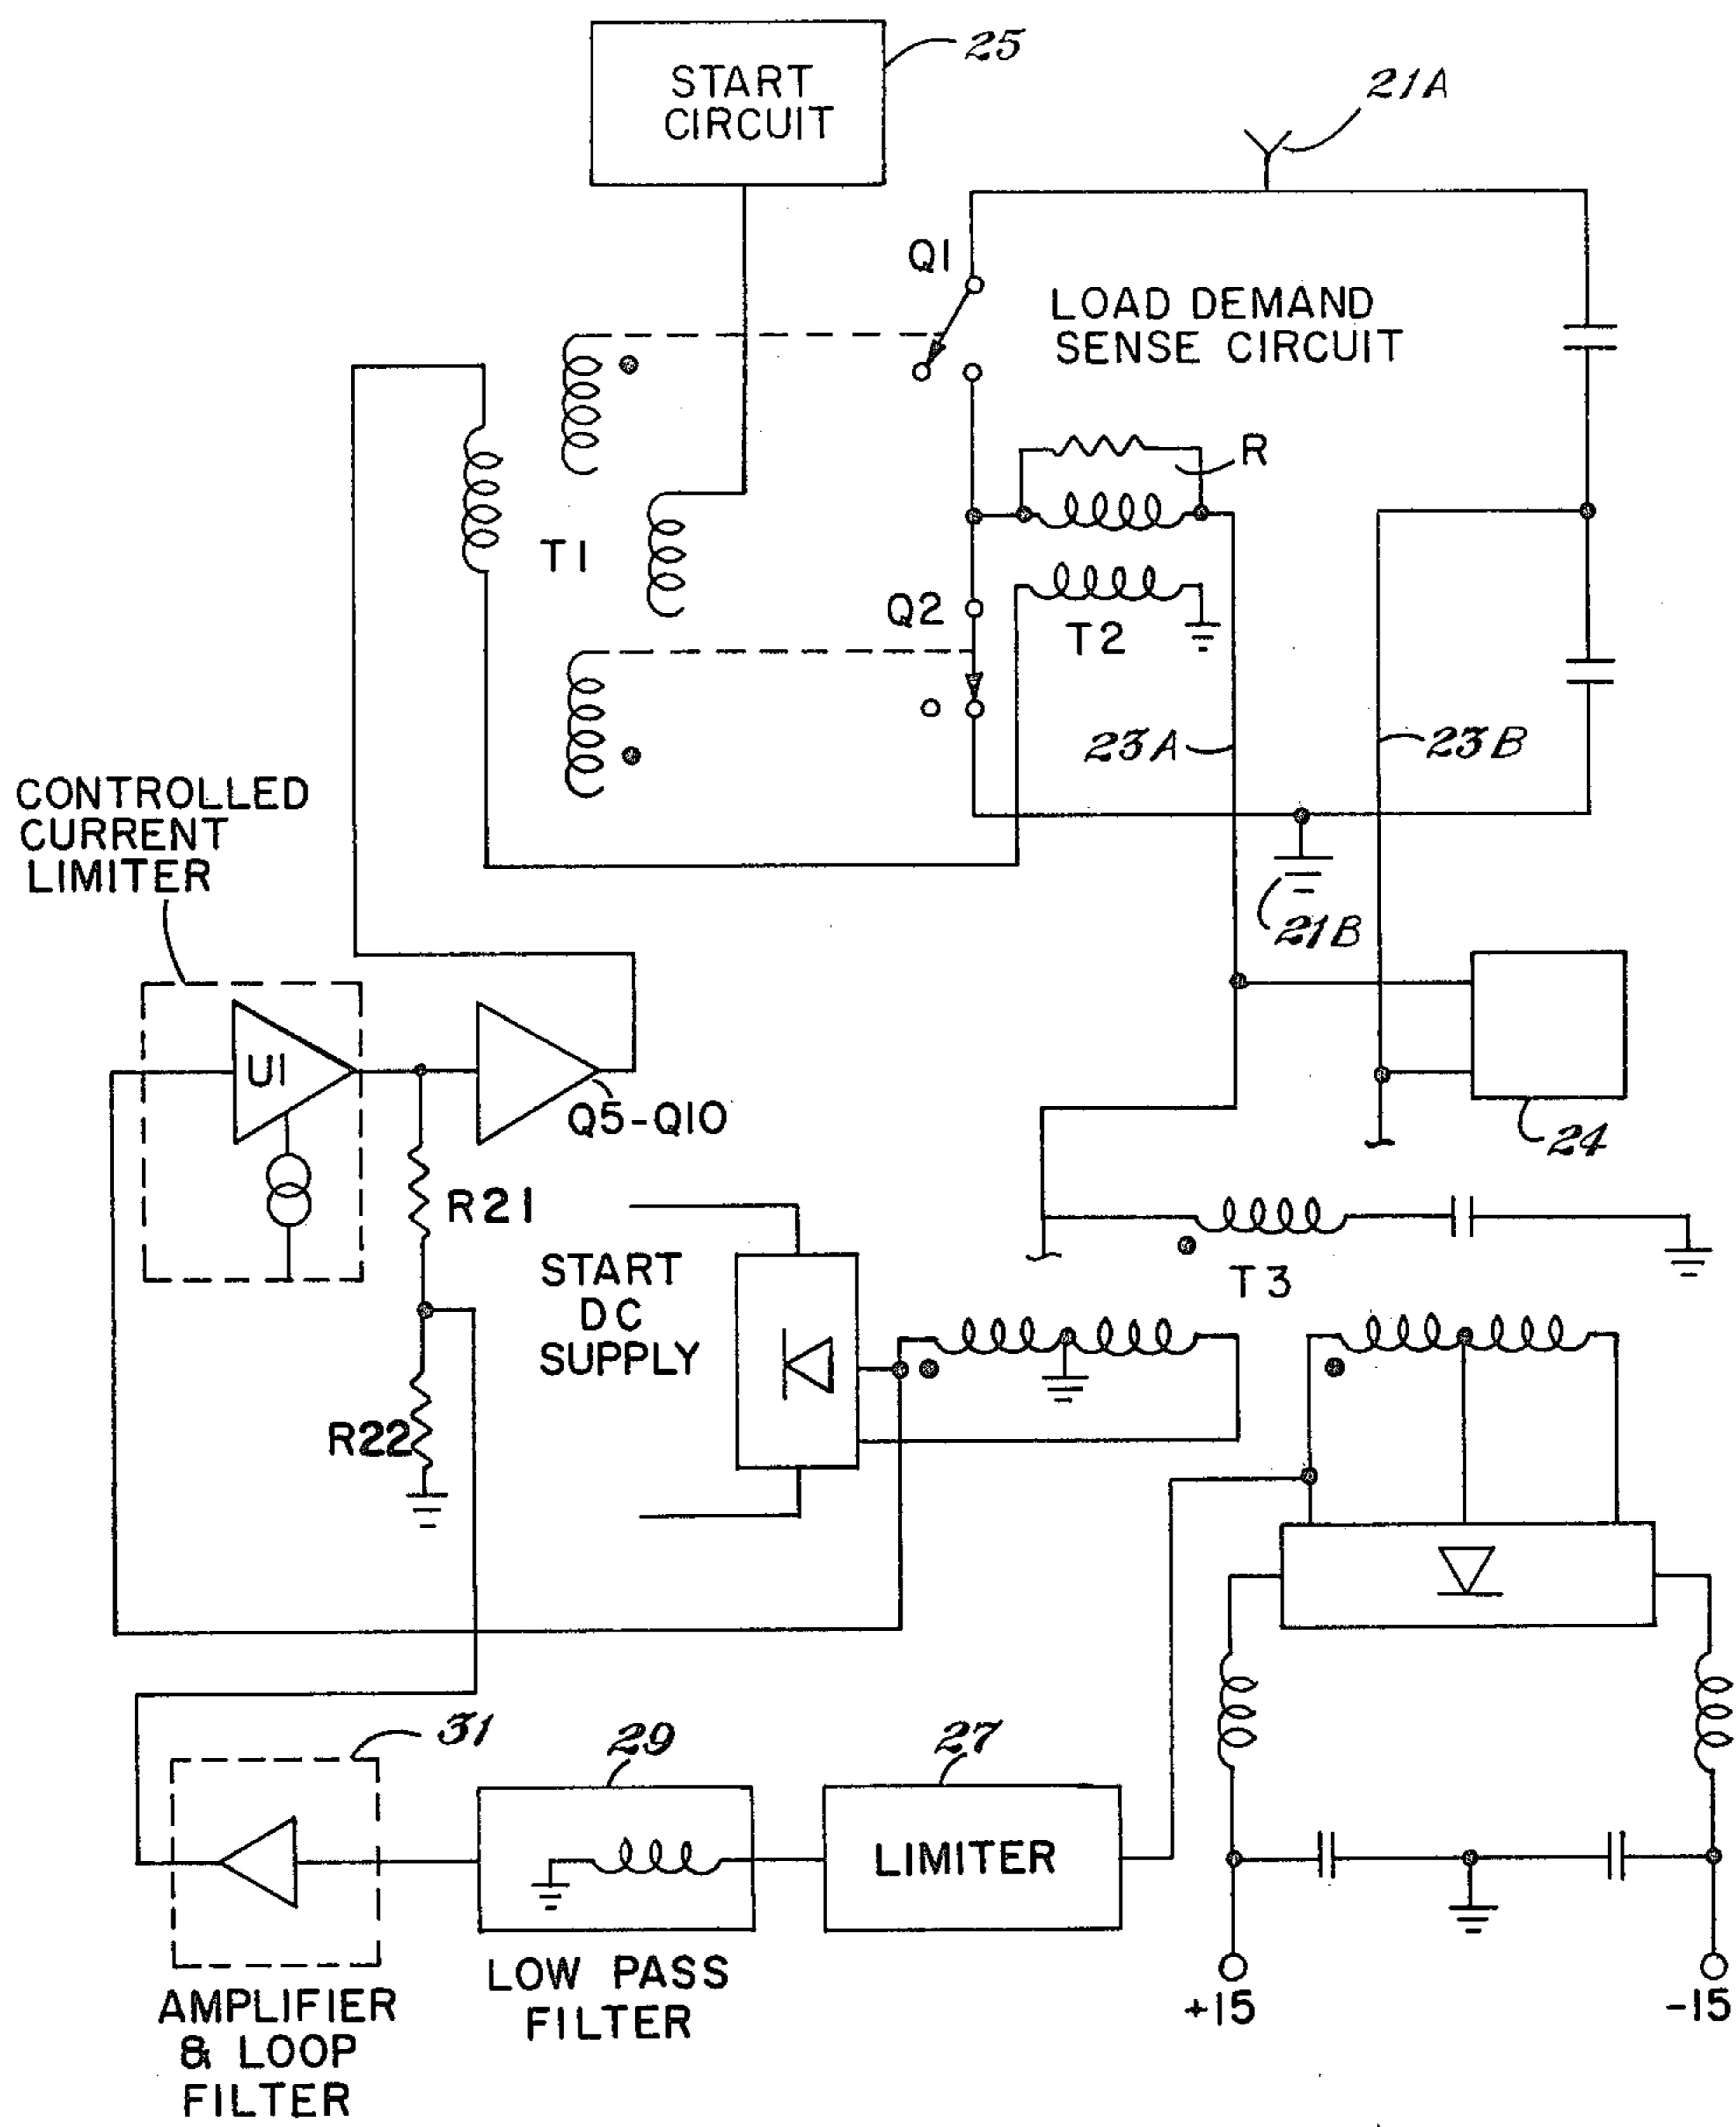 25
START
CIRCUIT
21A
Q1
LOAD DEMAND
SENSE CIRCUIT
R
T1
Q2
T2
23A
23B
CONTROLLED
CURRENT
LIMITER
21B
U1
Q5-Q10
24
R21
START
DC
SUPPLY
T3
R22
31
29
27
LIMITER
LOW PASS
FILTER
+15
-15
AMPLIFIER
& LOOP
FILTER